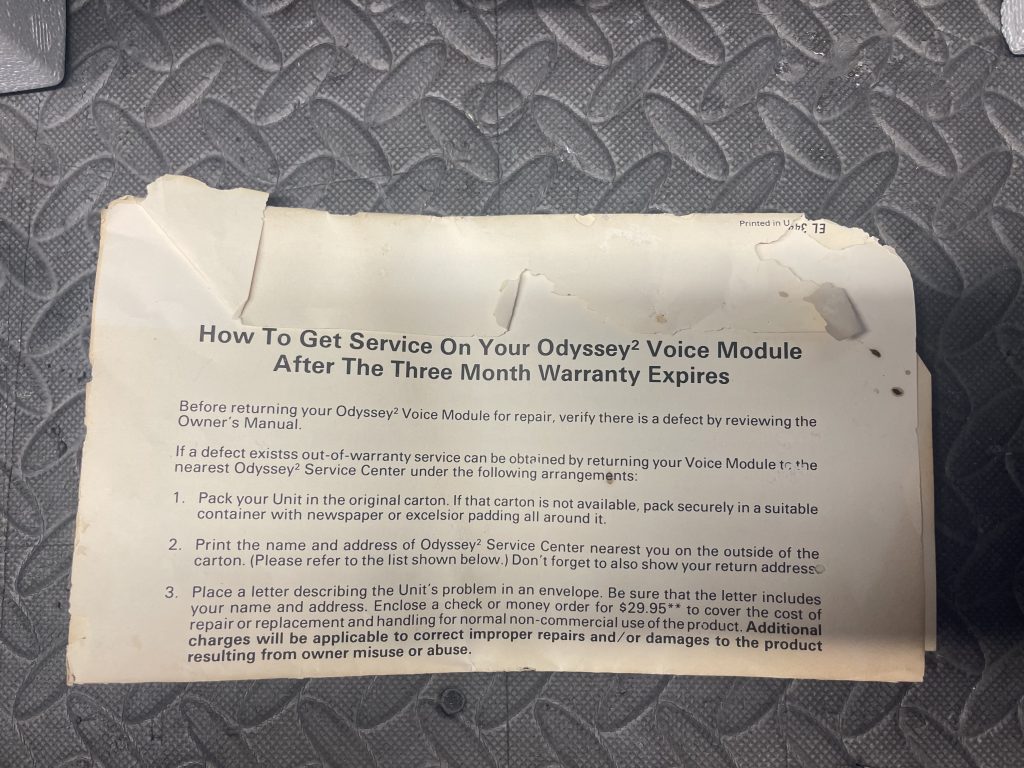 Printed in U
EL
How To Get Service On Your Odyssey² Voice Module
After The Three Month Warranty Expires
Before returning your Odyssey² Voice Module for repair, verify there is a defect by reviewing the
Owner's Manual.
If a defect existss out-of-warranty service can be obtained by returning your Voice Module to the
nearest Odyssey² Service Center under the following arrangements:
1. Pack your Unit in the original carton. If that carton is not available, pack securely in a suitable
container with newspaper or excelsior padding all around it.
2. Print the name and address of Odyssey² Service Center nearest you on the outside of the
carton. (Please refer to the list shown below.) Don't forget to also show your return address.
3. Place a letter describing the Unit's problem in an envelope. Be sure that the letter includes
your name and address. Enclose a check or money order for $29.95** to cover the cost of
repair or replacement and handling for normal non-commercial use of the product. Additional
charges will be applicable to correct improper repairs and/or damages to the product
resulting from owner misuse or abuse.